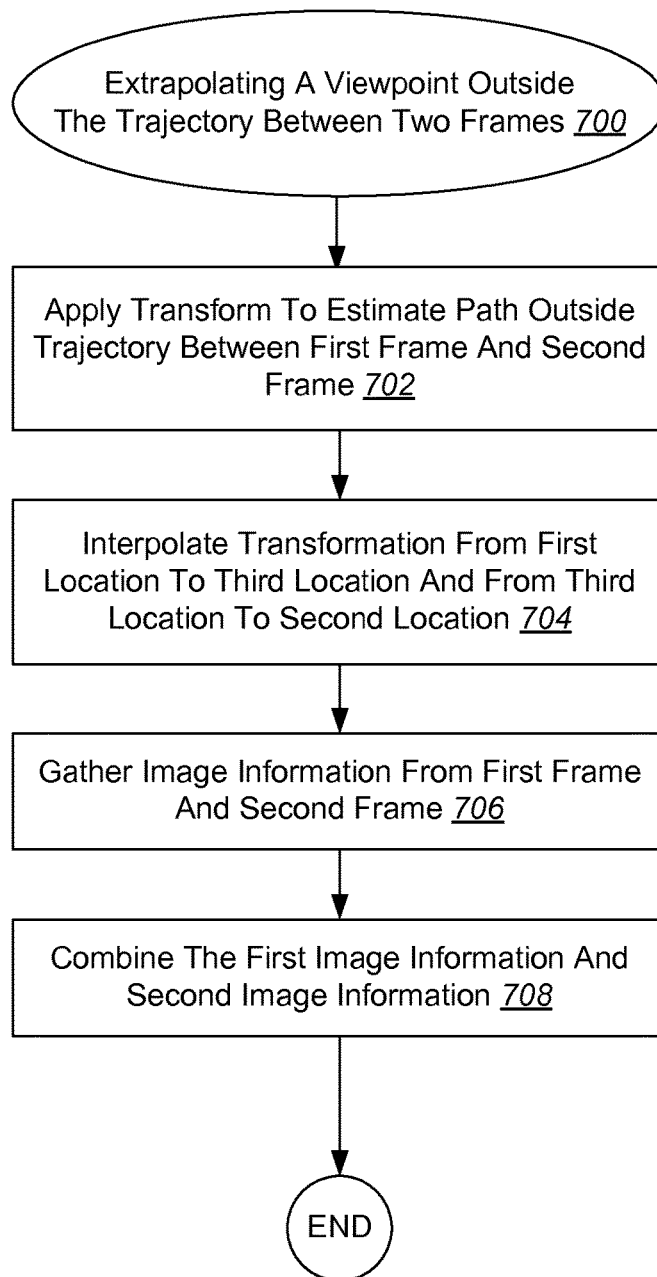 Extrapolating A Viewpoint Outside
The Trajectory Between Two Frames 700
Apply Transform To Estimate Path Outside
Trajectory Between First Frame And Second
Frame 702
Interpolate Transformation From First
Location To Third Location And From Third
Location To Second Location 704
Gather Image Information From First Frame
And Second Frame 706
Combine The First Image Information And
Second Image Information 708
END